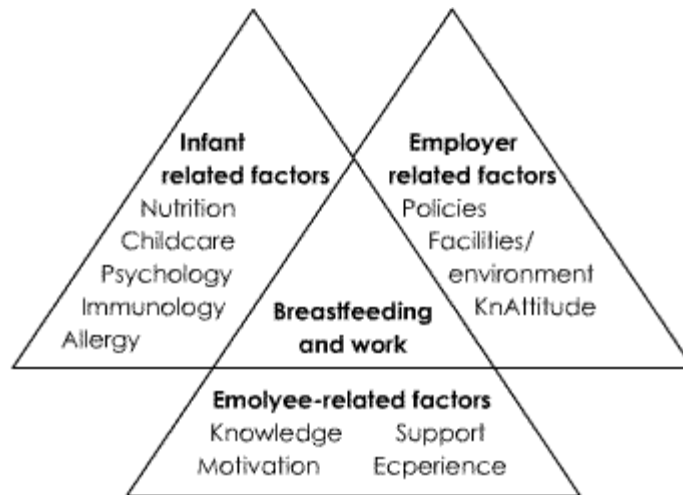 Infant
related factors
Nutrition
Childcare
Psychology
Immunology
Allergy
Employer
related factors
Policies
Facilities/
environment
KnAttitude
Breastfeeding
and work
Emolyee-related factors
Knowledge Support
Motivation Ecperience